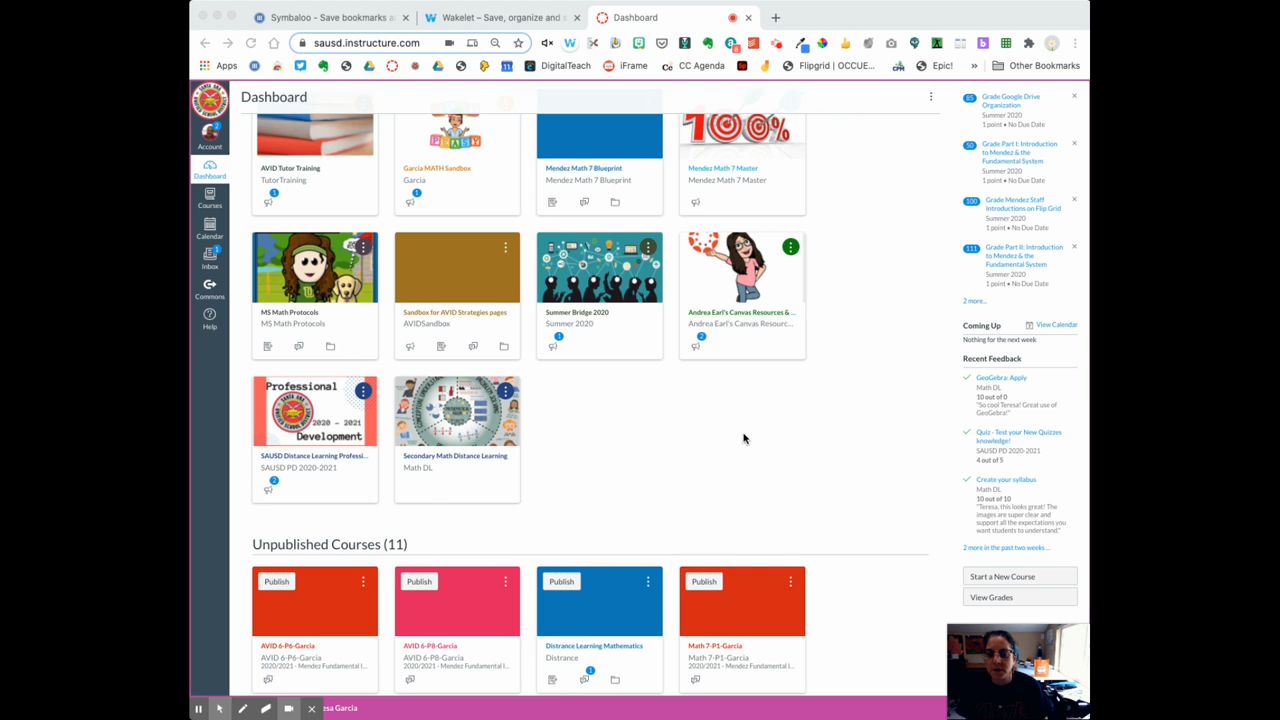 Symbaloo – Save bookmarks a
Wakelet – Save, organize and s
Dashboard
sausd.instructure.com
Apps
DigitalTeach
iFrame
CC Agenda
Flipgrid | OCCUE...
Epic!
Other Bookmarks
Account
Dashboard
Courses
Calendar
Inbox
Commons
Help
Dashboard
AVID Tutor Training
TutorTraining
1
Garcia MATH Sandbox
Garcia
1
Mendez Math 7 Blueprint
Mendez Math 7 Blueprint
100%
Mendez Math 7 Master
Mendez Math 7 Master
MS Math Protocols
MS Math Protocols
Sandbox for AVID Strategies pages
AVIDSandbox
Summer Bridge 2020
Summer 2020
1
Andrea Earl's Canvas Resources & ...
Andrea Earl's Canvas Resourc...
2
Professional
2020 - 2021
Development
SAUSD Distance Learning Professi...
SAUSD PD 2020-2021
2
Secondary Math Distance Learning
Math DL
Unpublished Courses (11)
Publish
AVID 6-P6-Garcia
AVID 6-P6-Garcia
2020/2021 - Mendez Fundamental I...
Publish
AVID 6-P8-Garcia
AVID 6-P8-Garcia
2020/2021 - Mendez Fundamental I...
Publish
Distrance Learning Mathematics
Distrance
1
Publish
Math 7-P1-Garcia
Math 7-P1-Garcia
2020/2021 - Mendez Fundamental I...
Grade Google Drive
Organization
Summer 2020
1 point • No Due Date
50
Grade Part I: Introduction
to Mendez & the
Fundamental System
Summer 2020
1 point • No Due Date
100
Grade Mendez Staff
Introductions on Flip Grid
Summer 2020
1 point • No Due Date
111
Grade Part II: Introduction
to Mendez & the
Fundamental System
Summer 2020
1 point • No Due Date
2 more...
Coming Up
View Calendar
Nothing for the next week
Recent Feedback
GeoGebra: Apply
Math DL
10 out of 0
"So cool Teresa! Great use of
GeoGebra!"
Quiz - Test your New Quizzes
knowledge!
SAUSD PD 2020-2021
4 out of 5
Create your syllabus
Math DL
10 out of 10
"Teresa, this looks great! The
images are super clear and
support all the expectations you
want students to understand."
2 more in the past two weeks ...
Start a New Course
View Grades
esa Garcia